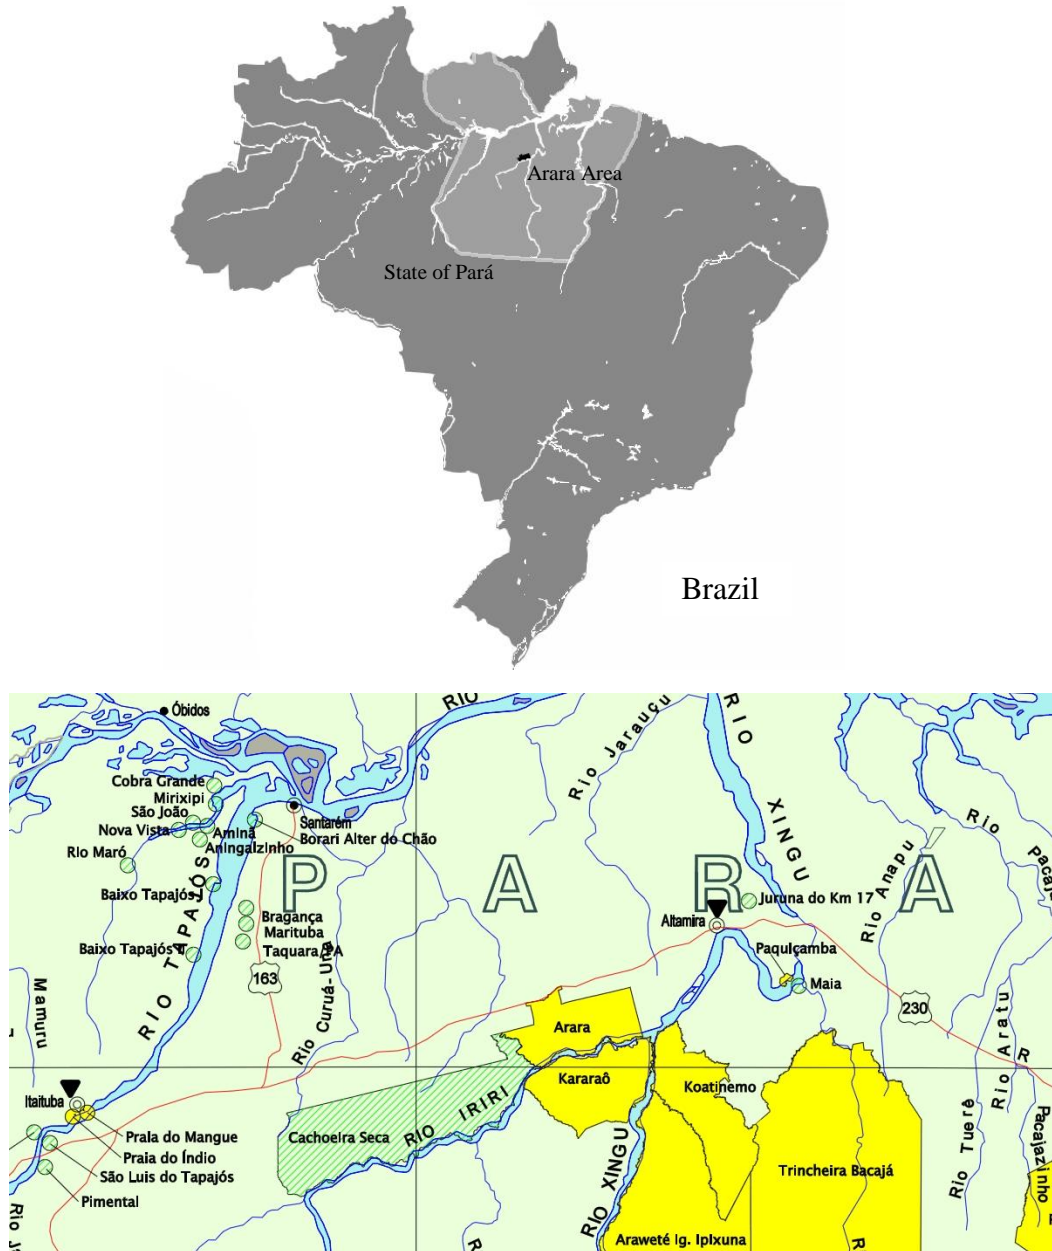 Arara Area
State of Pará
Brazil
Óbidos
RIO
RIO
XINGU
Rio Jarauçu
Cobra Grande
Mirixipi
São João
Nova Vista
Aminã
Aningalzinho
Santarém
Borari Alter do Chão
Rio Maró
P A R Á
Rio Anapú
Rio
Pacajá
Baixo Tapajós
Juruna do Km 17
Altamira
Bragança
Marituba
Taquara/PA
Baixo Tapajós
RIO TAPAJÓS
Paquiçamba
Maia
163
230
Mamuru
Rio Curuá-Una
Arara
Kararaô
Koatinemo
Rio Aratu
R
Itaituba
Cachoeira Seca
RIO IRIRI
Praia do Mangue
Praia do Índio
São Luis do Tapajós
Pimental
RIO XINGU
Trincheira Bacajá
Rio Tuerê
Pacajazinho
Araweté Ig. Ipixuna
R
R